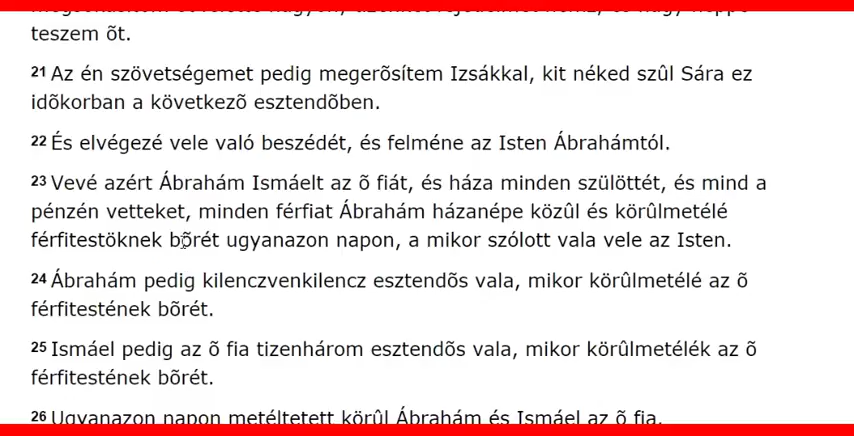 teszem õt.
21 Az én szövetségemet pedig megerõsítem Izsákkal, kit néked szûl Sára ez
idõkorban a következõ esztendõben.
22 És elvégezé vele való beszédét, és felméne az Isten Ábrahámtól.
23 Vevé azért Ábrahám Ismáelt az õ fiát, és háza minden szülöttét, és mind a
pénzén vetteket, minden férfiat Ábrahám házanépe közûl és körûlmetélé
férfitestöknek bõrét ugyanazon napon, a mikor szólott vala vele az Isten.
24 Ábrahám pedig kilenczvenkilencz esztendõs vala, mikor körûlmetélé az õ
férfitestének bõrét.
25 Ismáel pedig az õ fia tizenhárom esztendõs vala, mikor körûlmetélék az õ
férfitestének bõrét.
26 Ugyanazon napon metéltetett körûl Ábrahám és Ismáel az õ fia.